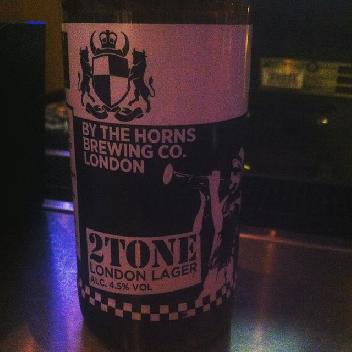 BY THE HORNS
BREWING CO.
LONDON
2TONE
LONDON LAGER
ALC. 4.5% VOL